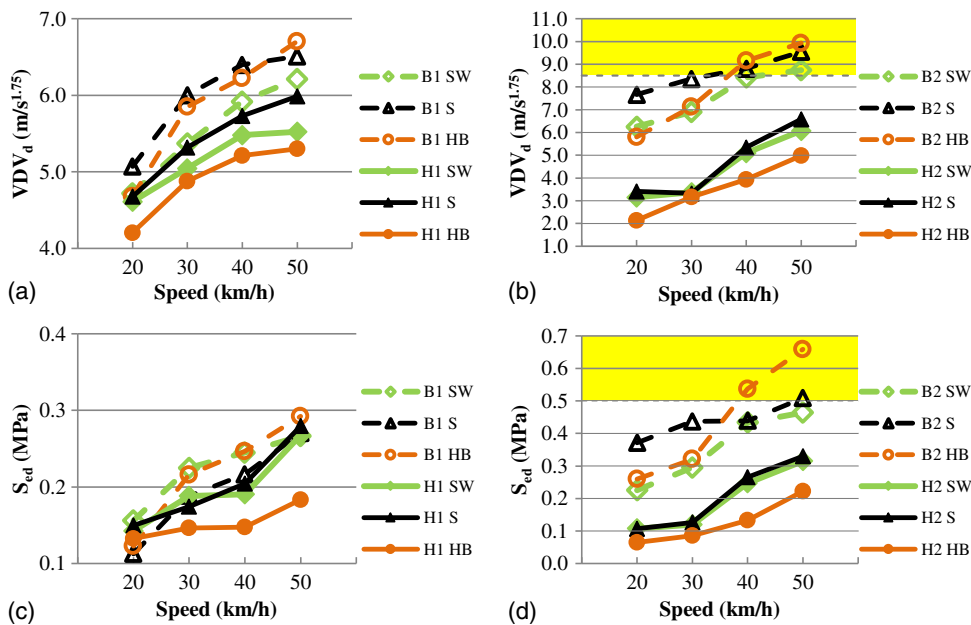 7.0
6.0
5.0
4.0
VDVd (m/s1.75)
20 30 40 50
Speed (km/h)
(a)
B1 SW
B1 S
B1 HB
H1 SW
H1 S
H1 HB
11.0
10.0
9.0
8.0
7.0
6.0
5.0
4.0
3.0
2.0
1.0
VDVd (m/s1.75)
20 30 40 50
Speed (km/h)
(b)
B2 SW
B2 S
B2 HB
H2 SW
H2 S
H2 HB
0.4
0.3
0.2
0.1
Sed (MPa)
20 30 40 50
Speed (km/h)
(c)
B1 SW
B1 S
B1 HB
H1 SW
H1 S
H1 HB
0.7
0.6
0.5
0.4
0.3
0.2
0.1
0.0
Sed (MPa)
20 30 40 50
Speed (km/h)
(d)
B2 SW
B2 S
B2 HB
H2 SW
H2 S
H2 HB